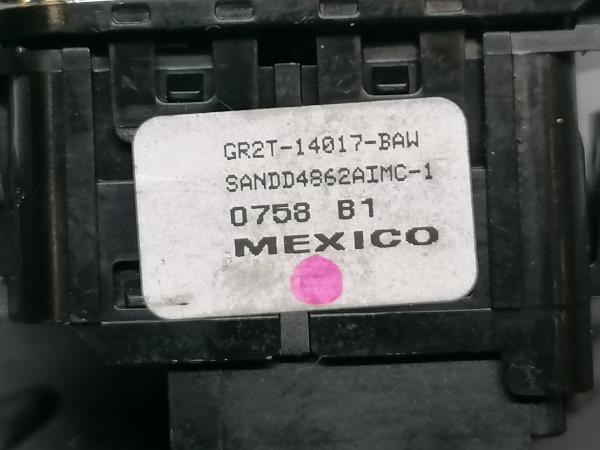 GR2T-14017-BAW
SANDD4862AIMC-1
0758 B1
MEXICO